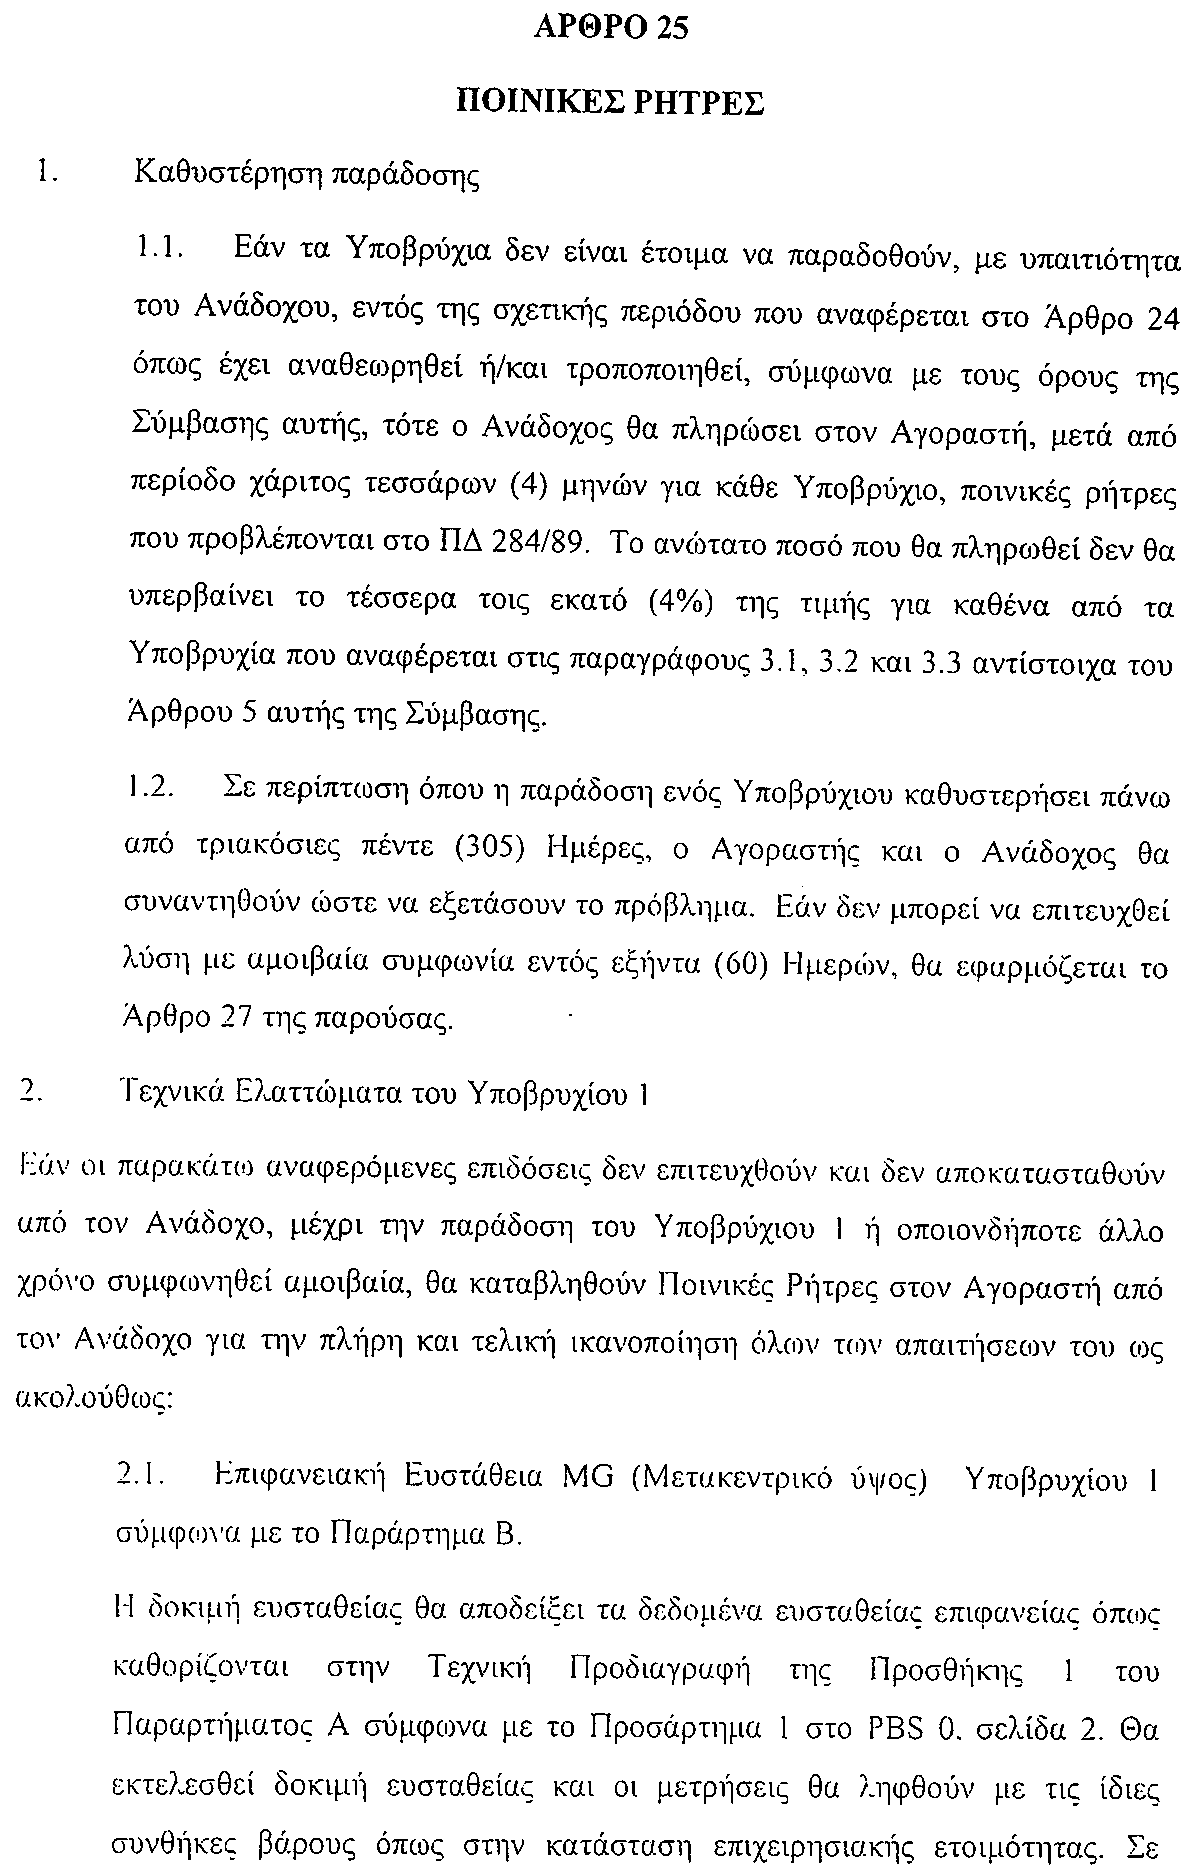 ΑΡΘΡΟ 25
ΠΟΙΝΙΚΕΣ ΡΗΤΡΕΣ
1. Καθυστέρηση παράδοσης
1.1. Εάν τα Υποβρύχια δεν είναι έτοιμα να παραδοθούν, με υπαιτιότητα
του Ανάδοχου, εντός της σχετικής περιόδου που αναφέρεται στο Άρθρο 24
όπως έχει αναθεωρηθεί ή/και τροποποιηθεί, σύμφωνα με τους όρους της
Σύμβασης αυτής, τότε ο Ανάδοχος θα πληρώσει στον Αγοραστή, μετά από
περίοδο χάριτος τεσσάρων (4) μηνών για κάθε Υποβρύχιο, ποινικές ρήτρες
που προβλέπονται στο ΠΔ 284/89. Το ανώτατο ποσό που θα πληρωθεί δεν θα
υπερβαίνει το τέσσερα τοις εκατό (4%) της τιμής για καθένα από τα
Υποβρυχία που αναφέρεται στις παραγράφους 3.1, 3.2 και 3.3 αντίστοιχα του
Άρθρου 5 αυτής της Σύμβασης.
1.2. Σε περίπτωση όπου η παράδοση ενός Υποβρύχιου καθυστερήσει πάνω
από τριακόσιες πέντε (305) Ημέρες, ο Αγοραστής και ο Ανάδοχος θα
συναντηθούν ώστε να εξετάσουν το πρόβλημα. Εάν δεν μπορεί να επιτευχθεί
λύση με αμοιβαία συμφωνία εντός εξήντα (60) Ημερών, θα εφαρμόζεται το
Άρθρο 27 της παρούσας.
2. Τεχνικά Ελαττώματα του Υποβρυχίου 1
Εάν οι παρακάτω αναφερόμενες επιδόσεις δεν επιτευχθούν και δεν αποκατασταθούν
από τον Ανάδοχο, μέχρι την παράδοση του Υποβρύχιου 1 ή οποιονδήποτε άλλο
χρόνο συμφωνηθεί αμοιβαία, θα καταβληθούν Ποινικές Ρήτρες στον Αγοραστή από
τον Ανάδοχο για την πλήρη και τελική ικανοποίηση όλων των απαιτήσεων του ως
ακολούθως:
2.1. Επιφανειακή Ευστάθεια MG (Μετακεντρικό ύψος) Υποβρυχίου 1
σύμφωνα με το Παράρτημα Β.
Η δοκιμή ευσταθείας θα αποδείξει τα δεδομένα ευσταθείας επιφανείας όπως
καθορίζονται στην Τεχνική Προδιαγραφή της Προσθήκης 1 του
Παραρτήματος Α σύμφωνα με το Προσάρτημα 1 στο PBS 0. σελίδα 2. Θα
εκτελεσθεί δοκιμή ευσταθείας και οι μετρήσεις θα ληφθούν με τις ίδιες
συνθήκες βάρους όπως στην κατάσταση επιχειρησιακής ετοιμότητας. Σε